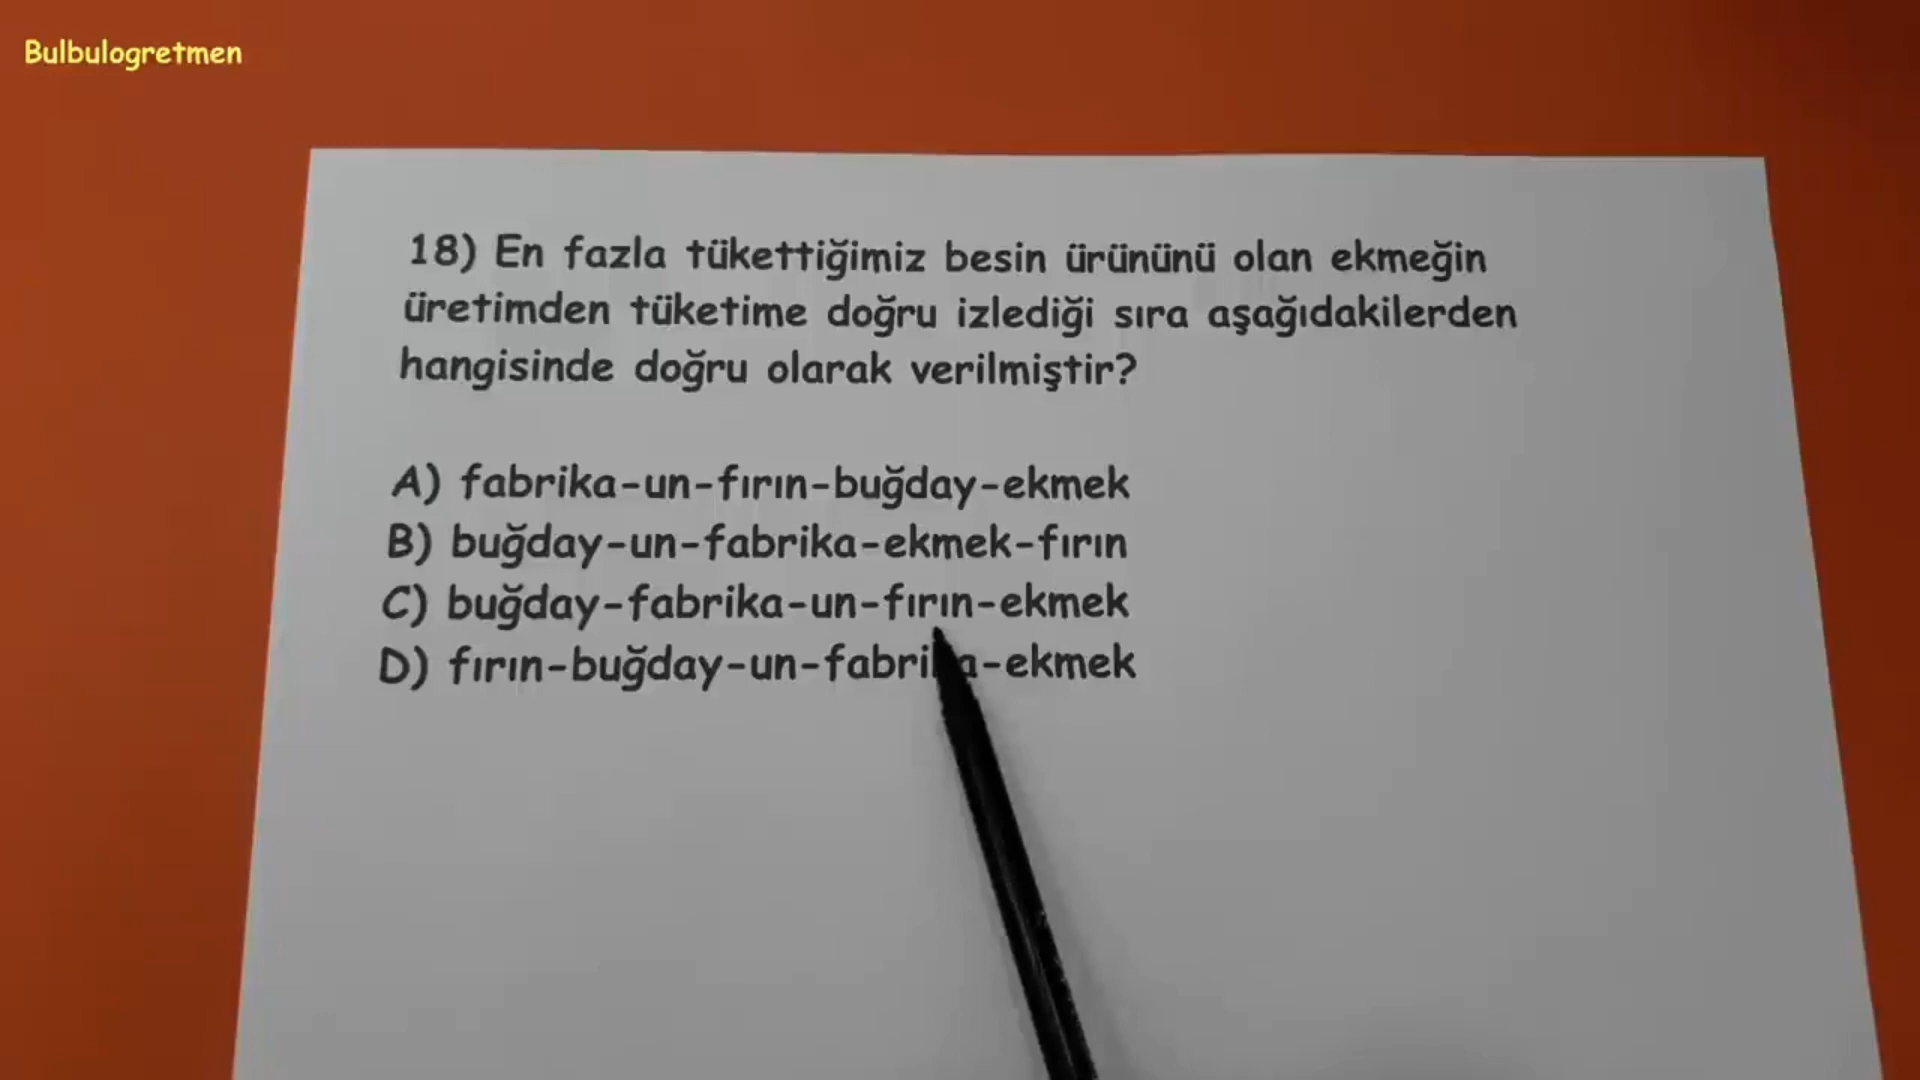 Bulbulogretmen
18) En fazla tükettiğimiz besin ürününü olan ekmeğin
üretimden tüketime doğru izlediği sıra aşağıdakilerden
hangisinde doğru olarak verilmiştir?
A) fabrika-un-fırın-buğday-ekmek
B) buğday-un-fabrika-ekmek-fırın
C) buğday-fabrika-un-fırın-ekmek
D) fırın-buğday-un-fabrika-ekmek